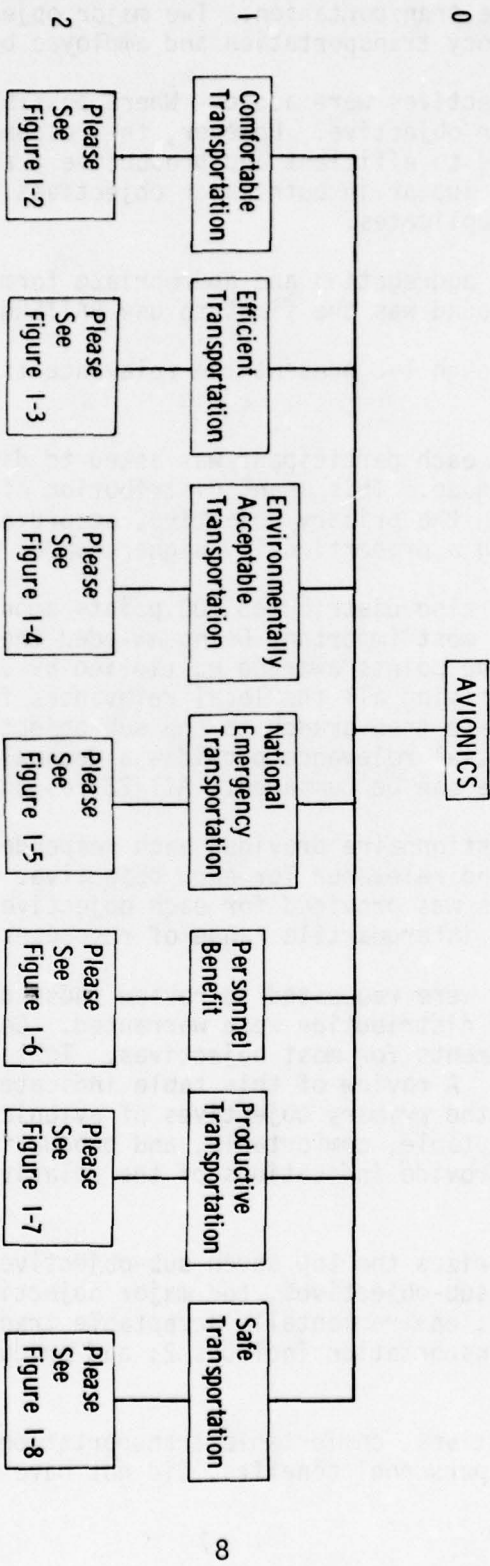 0
AVIONICS
Comfortable
Transportation
Efficient
Transportation
Environmentally
Acceptable
Transportation
National
Emergency
Transportation
Personnel
Benefit
Productive
Transportation
Safe
Transportation
-2
Please
See
Figure 1-2
Please
See
Figure 1-3
Please
See
Figure 1-4
Please
See
Figure 1-5
Please
See
Figure 1-6
Please
See
Figure 1-7
Please
See
Figure 1-8
8